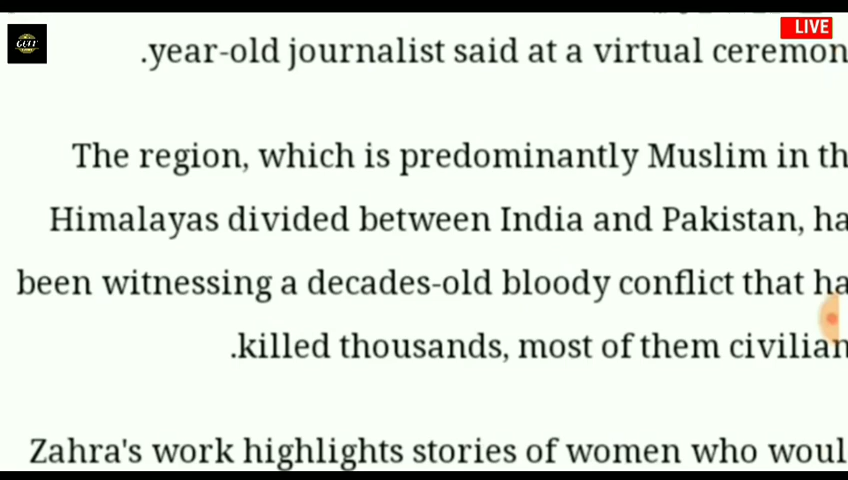 LIVE
.year-old journalist said at a virtual ceremon
The region, which is predominantly Muslim in th
Himalayas divided between India and Pakistan, ha
been witnessing a decades-old bloody conflict that ha
.killed thousands, most of them civilian
Zahra's work highlights stories of women who woul